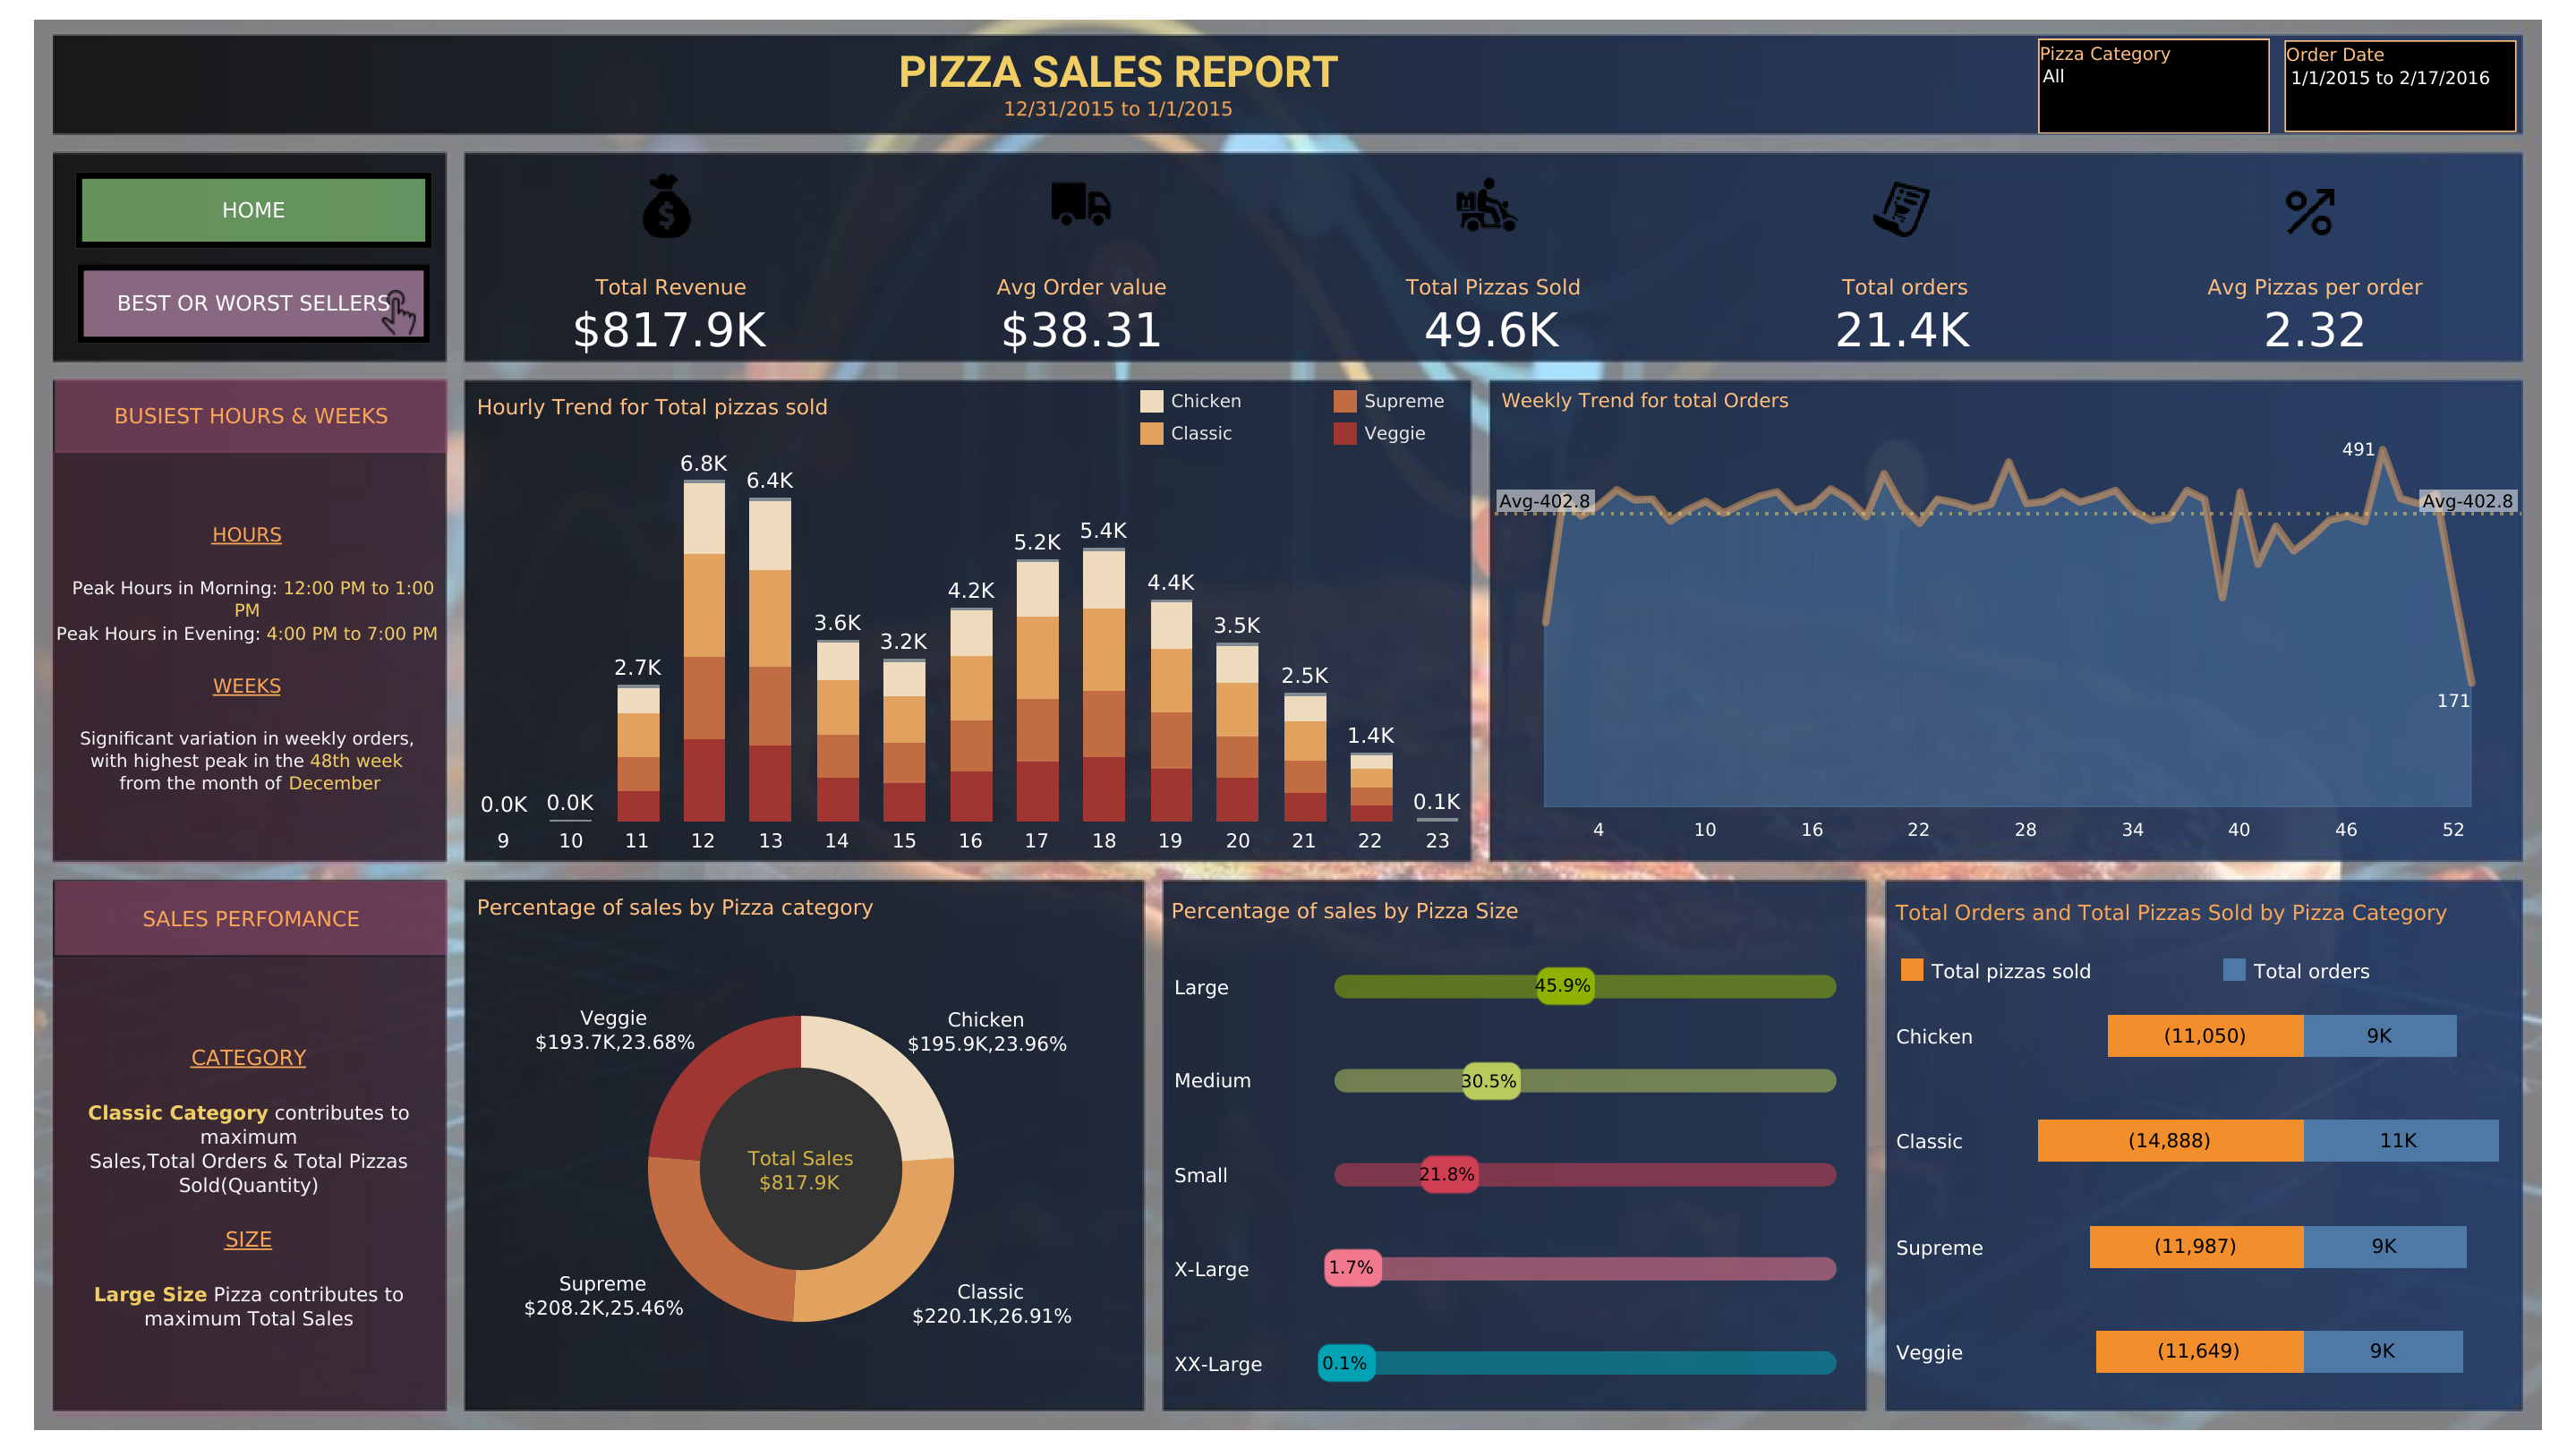 PIZZA SALES REPORT
12/31/2015 to 1/1/2015
Pizza Category
All
Order Date
1/1/2015 to 2/17/2016
HOME
BEST OR WORST SELLERS
Total Revenue
$817.9K
Avg Order value
$38.31
Total Pizzas Sold
49.6K
Total orders
21.4K
Avg Pizzas per order
2.32
BUSIEST HOURS & WEEKS
HOURS
Peak Hours in Morning: 12:00 PM to 1:00
PM
Peak Hours in Evening: 4:00 PM to 7:00 PM
WEEKS
Significant variation in weekly orders,
with highest peak in the 48th week
from the month of December
Hourly Trend for Total pizzas sold
Chicken
Supreme
Classic
Veggie
0.0K
0.0K
2.7K
6.8K
6.4K
3.6K
3.2K
4.2K
5.2K
5.4K
4.4K
3.5K
2.5K
1.4K
0.1K
9 10 11 12 13 14 15 16 17 18 19 20 21 22 23
Weekly Trend for total Orders
491
Avg-402.8
Avg-402.8
171
4 10 16 22 28 34 40 46 52
SALES PERFOMANCE
CATEGORY
Classic Category contributes to
maximum
Sales,Total Orders & Total Pizzas
Sold(Quantity)
SIZE
Large Size Pizza contributes to
maximum Total Sales
Percentage of sales by Pizza category
Veggie
$193.7K,23.68%
Chicken
$195.9K,23.96%
Total Sales
$817.9K
Supreme
$208.2K,25.46%
Classic
$220.1K,26.91%
Percentage of sales by Pizza Size
Large 45.9%
Medium 30.5%
Small 21.8%
X-Large 1.7%
XX-Large 0.1%
Total Orders and Total Pizzas Sold by Pizza Category
Total pizzas sold
Total orders
Chicken (11,050) 9K
Classic (14,888) 11K
Supreme (11,987) 9K
Veggie (11,649) 9K